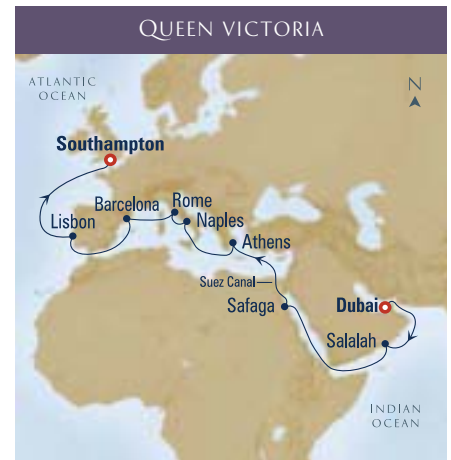 QUEEN VICTORIA
ATLANTIC
OCEAN
N
Southampton
Barcelona
Rome
Lisbon
Naples
Athens
Suez Canal
Safaga
Dubai
Salalah
INDIAN
OCEAN